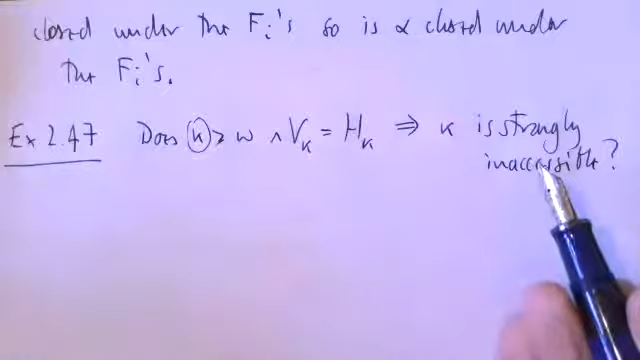 closed under the Fᵢ's so is α closed under
the Fᵢ's.
Ex 2.47 Does κ > ω ∧ V_κ = H_κ ⇒ κ is strongly
inaccessible?